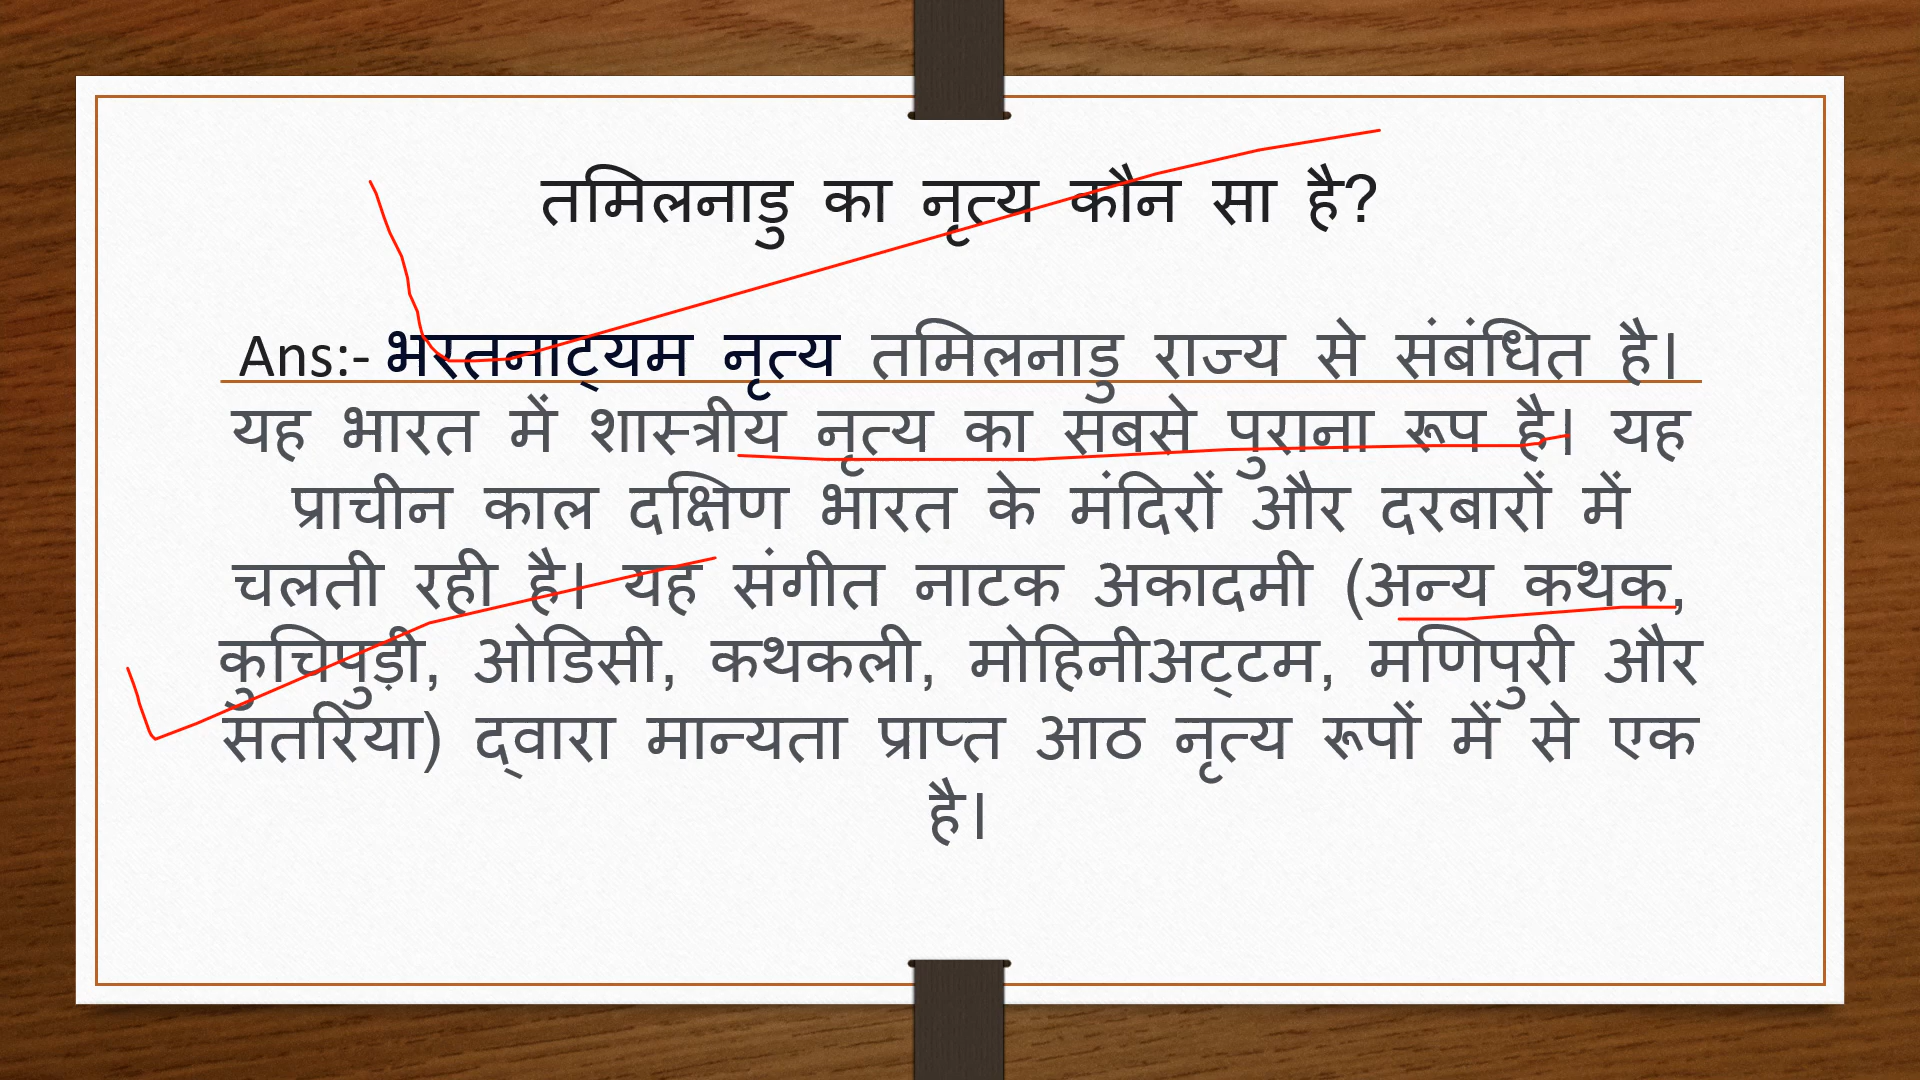 तमिलनाडु का नृत्य कौन सा है?
Ans:- भरतनाट्यम नृत्य तमिलनाडु राज्य से संबंधित है।
यह भारत में शास्त्रीय नृत्य का सबसे पुराना रूप है। यह
प्राचीन काल दक्षिण भारत के मंदिरों और दरबारों में
चलती रही है। यह संगीत नाटक अकादमी (अन्य कथक,
कुचिपुड़ी, ओडिसी, कथकली, मोहिनीअट्टम, मणिपुरी और
सतरिया) द्वारा मान्यता प्राप्त आठ नृत्य रूपों में से एक
है।